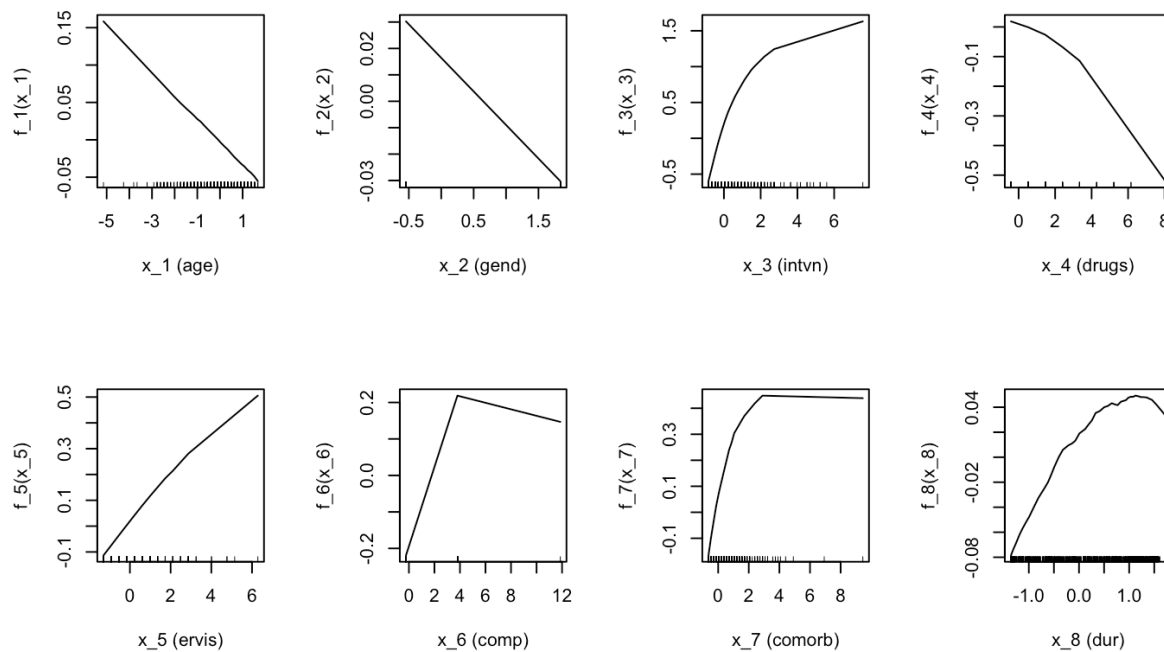 f_1(x_1)
0.15
0.05
-0.05
-5 -3 -1 1
x_1 (age)
f_2(x_2)
0.02
0.00
-0.03
-0.5 0.5 1.5
x_2 (gend)
f_3(x_3)
1.5
0.5
-0.5
0 2 4 6
x_3 (intvn)
f_4(x_4)
-0.1
-0.3
-0.5
0 2 4 6 8
x_4 (drugs)
f_5(x_5)
0.5
0.3
0.1
-0.1
0 2 4 6
x_5 (ervis)
f_6(x_6)
0.2
0.0
-0.2
0 2 4 6 8 12
x_6 (comp)
f_7(x_7)
0.3
0.1
-0.1
0 2 4 6 8
x_7 (comorb)
f_8(x_8)
0.04
-0.02
-0.08
-1.0 0.0 1.0
x_8 (dur)